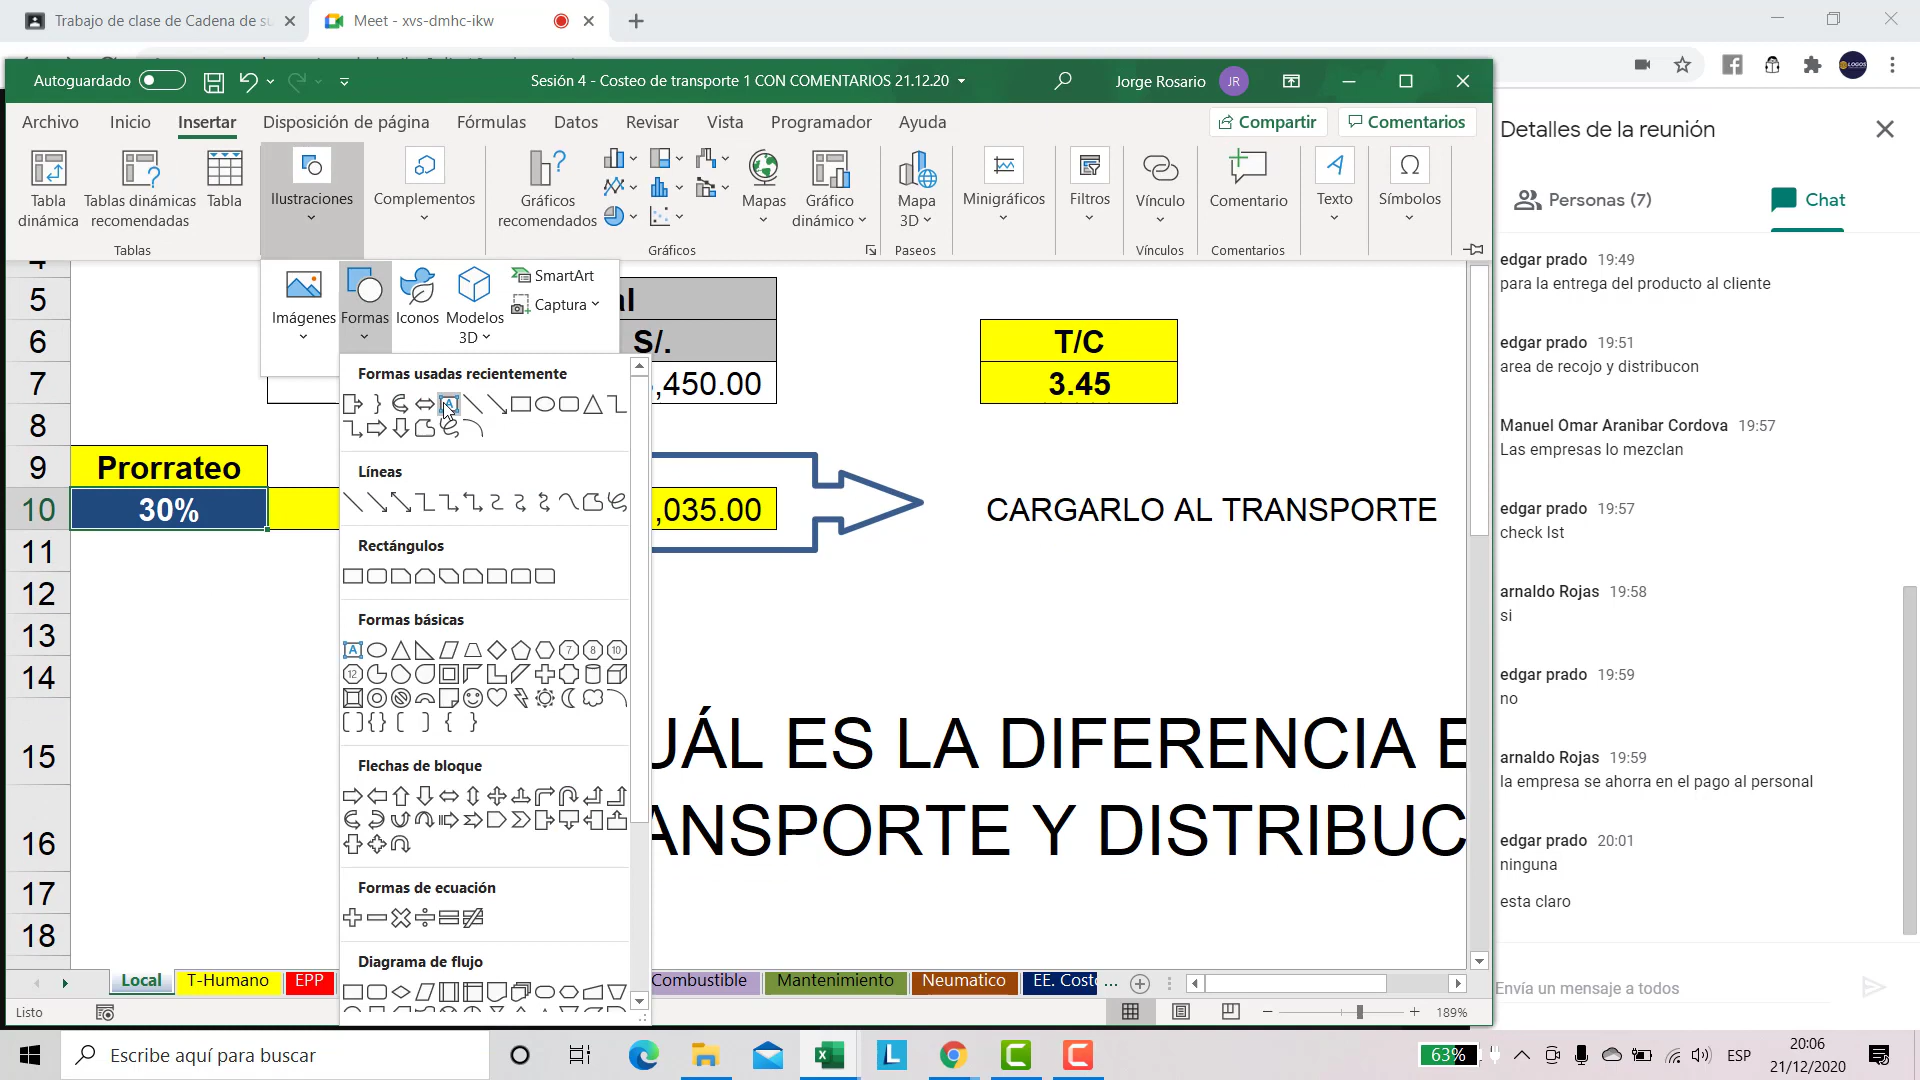 Trabajo de clase de Cadena de su
Meet - xvs-dmhc-ikw
Autoguardado
Sesión 4 - Costeo de transporte 1 CON COMENTARIOS 21.12.20
Jorge Rosario
JR
Archivo
Inicio
Insertar
Disposición de página
Fórmulas
Datos
Revisar
Vista
Programador
Ayuda
Compartir
Comentarios
Tabla
dinámica
Tablas dinámicas
recomendadas
Tabla
Tablas
Ilustraciones
Complementos
Gráficos
recomendados
Mapas
Gráfico
dinámico
Gráficos
Mapa
3D
Paseos
Minigráficos
Filtros
Vínculo
Vínculos
Comentario
Comentarios
Texto
Símbolos
Imágenes
Formas
Iconos
Modelos
3D
SmartArt
Captura
Formas usadas recientemente
Líneas
Rectángulos
Formas básicas
Flechas de bloque
Formas de ecuación
Diagrama de flujo
4
5
6
7
8
9
10
11
12
13
14
15
16
17
18
al
S/.
,450.00
T/C
3.45
Prorrateo
30%
,035.00
CARGARLO AL TRANSPORTE
UÁL ES LA DIFERENCIA E
ANSPORTE Y DISTRIBUC
Local
T-Humano
EPP
Combustible
Mantenimiento
Neumatico
EE. Costo
...
Listo
189%
Detalles de la reunión
Personas (7)
Chat
edgar prado 19:49
para la entrega del producto al cliente
edgar prado 19:51
area de recojo y distribucon
Manuel Omar Aranibar Cordova 19:57
Las empresas lo mezclan
edgar prado 19:57
check lst
arnaldo Rojas 19:58
si
edgar prado 19:59
no
arnaldo Rojas 19:59
la empresa se ahorra en el pago al personal
edgar prado 20:01
ninguna
esta claro
Envía un mensaje a todos
Escribe aquí para buscar
63%
ESP
20:06
21/12/2020